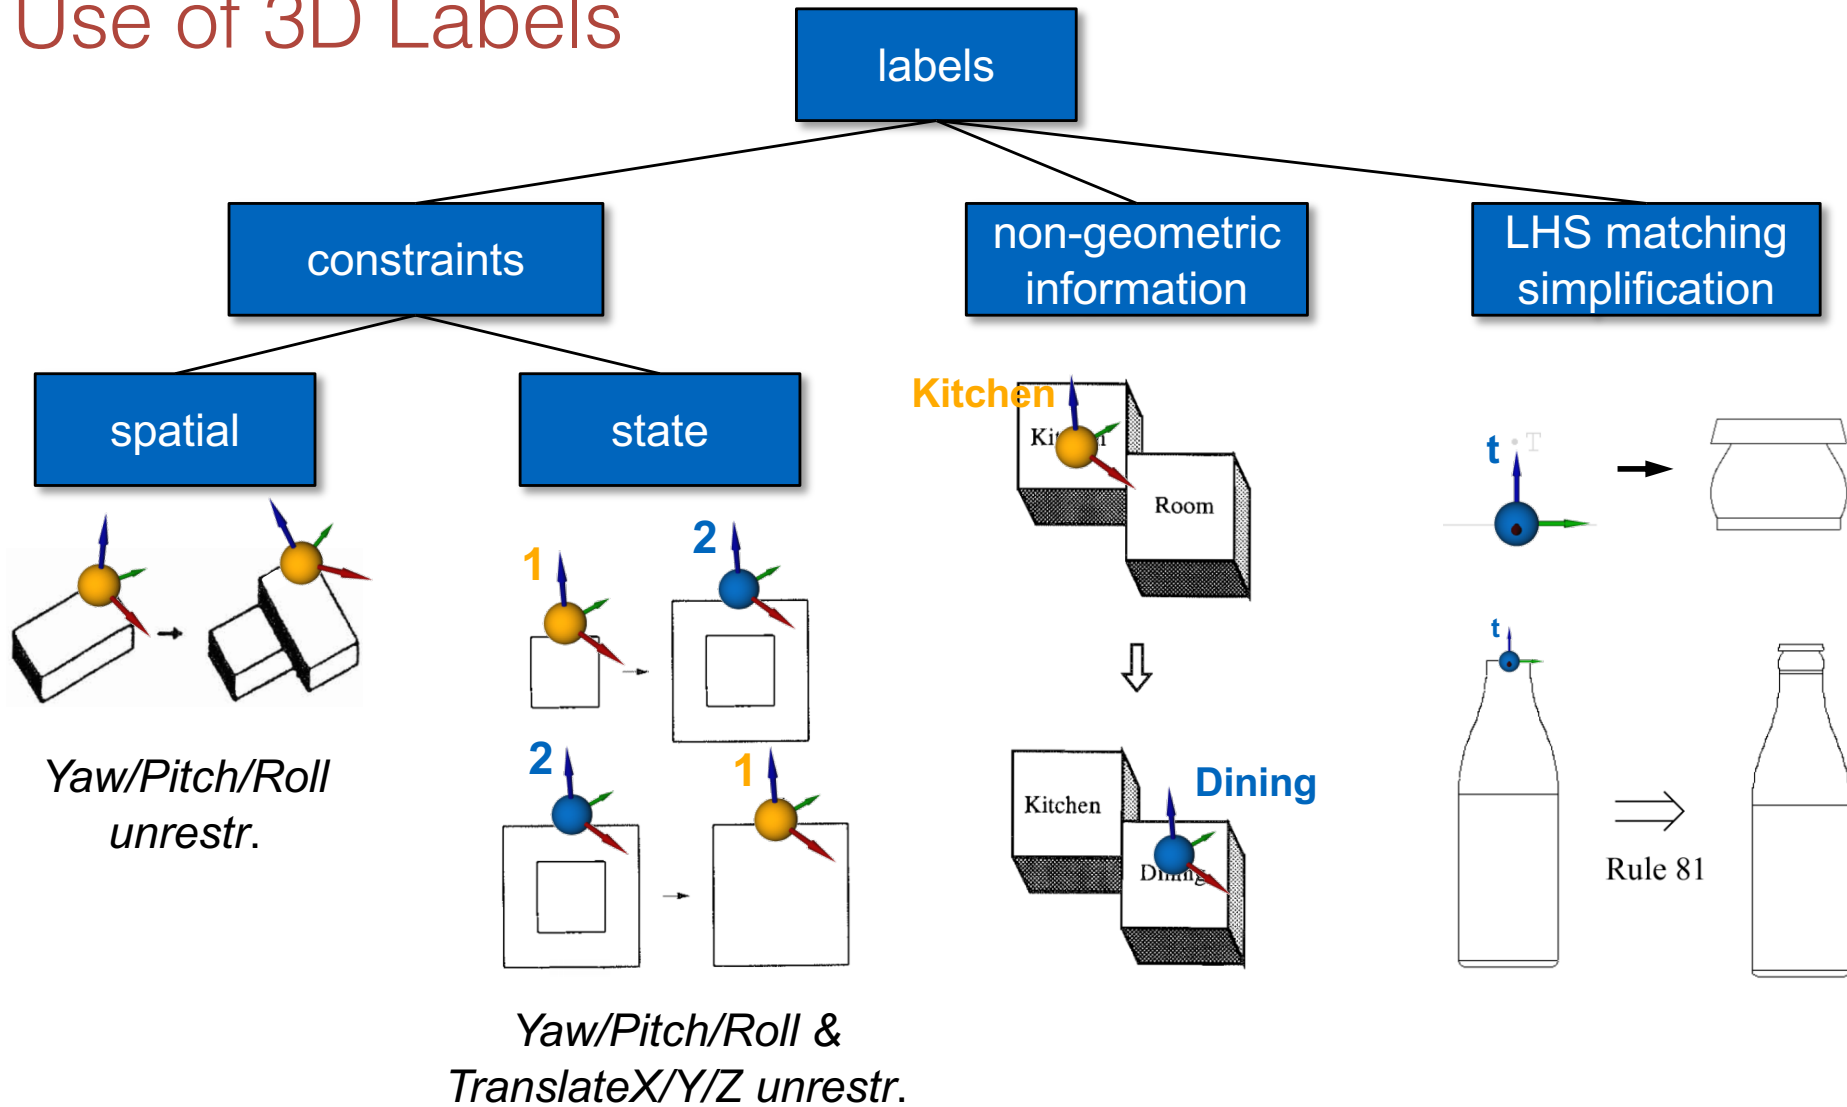 Use of 3D Labels
labels
constraints
non-geometric
information
LHS matching
simplification
spatial
state
Kitchen
Room
t
T
1
2
t
2
1
Yaw/Pitch/Roll
unrestr.
Kitchen
Dining
Dining
Rule 81
Yaw/Pitch/Roll &
TranslateX/Y/Z unrestr.